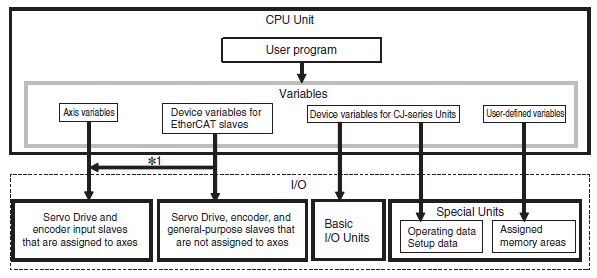 CPU Unit
User program
Variables
Axis variables
Device variables for
EtherCAT slaves
Device variables for CJ-series Units
User-defined variables
*1
I/O
Servo Drive and
encoder input slaves
that are assigned to axes
Servo Drive, encoder, and
general-purpose slaves that
are not assigned to axes
Basic
I/O Units
Special Units
Operating data
Setup data
Assigned
memory areas